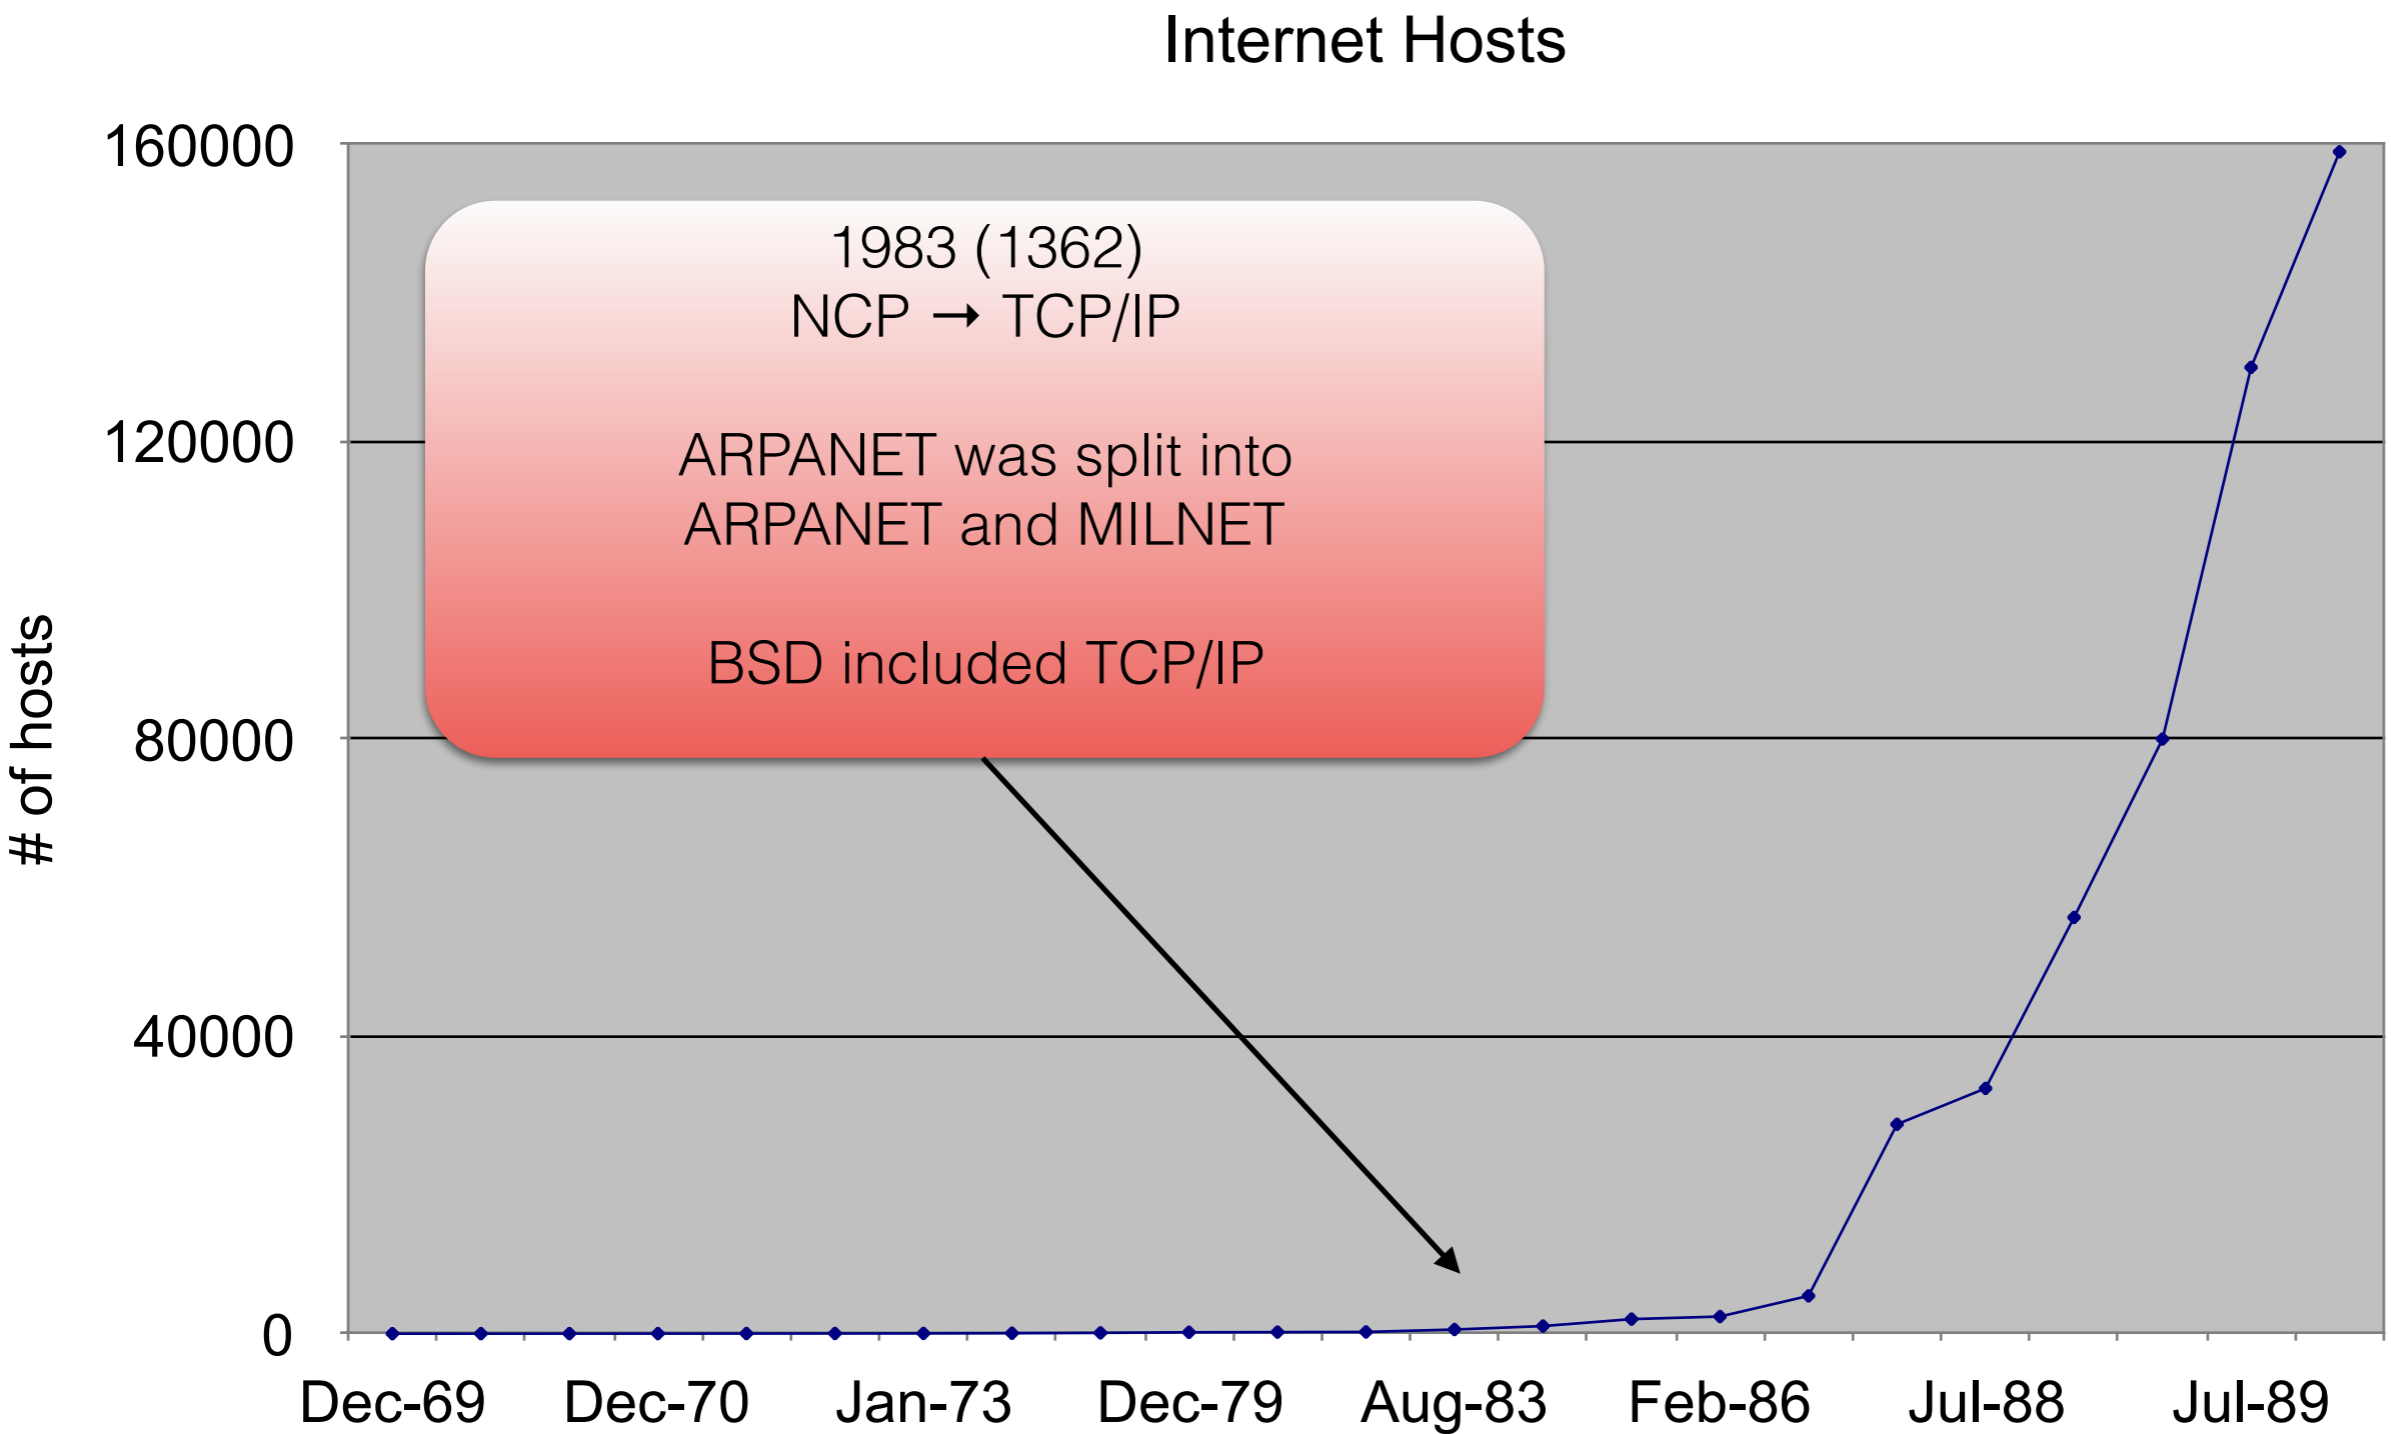 Internet Hosts
160000
120000
80000
40000
0
# of hosts
1983 (1362)
NCP → TCP/IP
ARPANET was split into
ARPANET and MILNET
BSD included TCP/IP
Dec-69 Dec-70 Jan-73 Dec-79 Aug-83 Feb-86 Jul-88 Jul-89